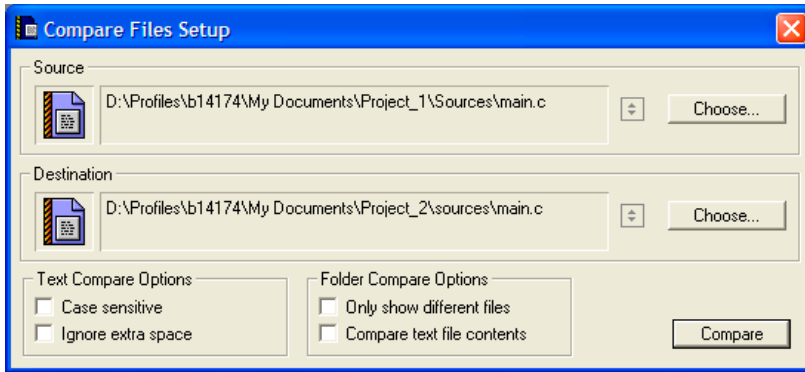 Compare Files Setup
Source
D:\Profiles\b14174\My Documents\Project_1\Sources\main.c
Choose...
Destination
D:\Profiles\b14174\My Documents\Project_2\sources\main.c
Choose...
Text Compare Options
Case sensitive
Ignore extra space
Folder Compare Options
Only show different files
Compare text file contents
Compare